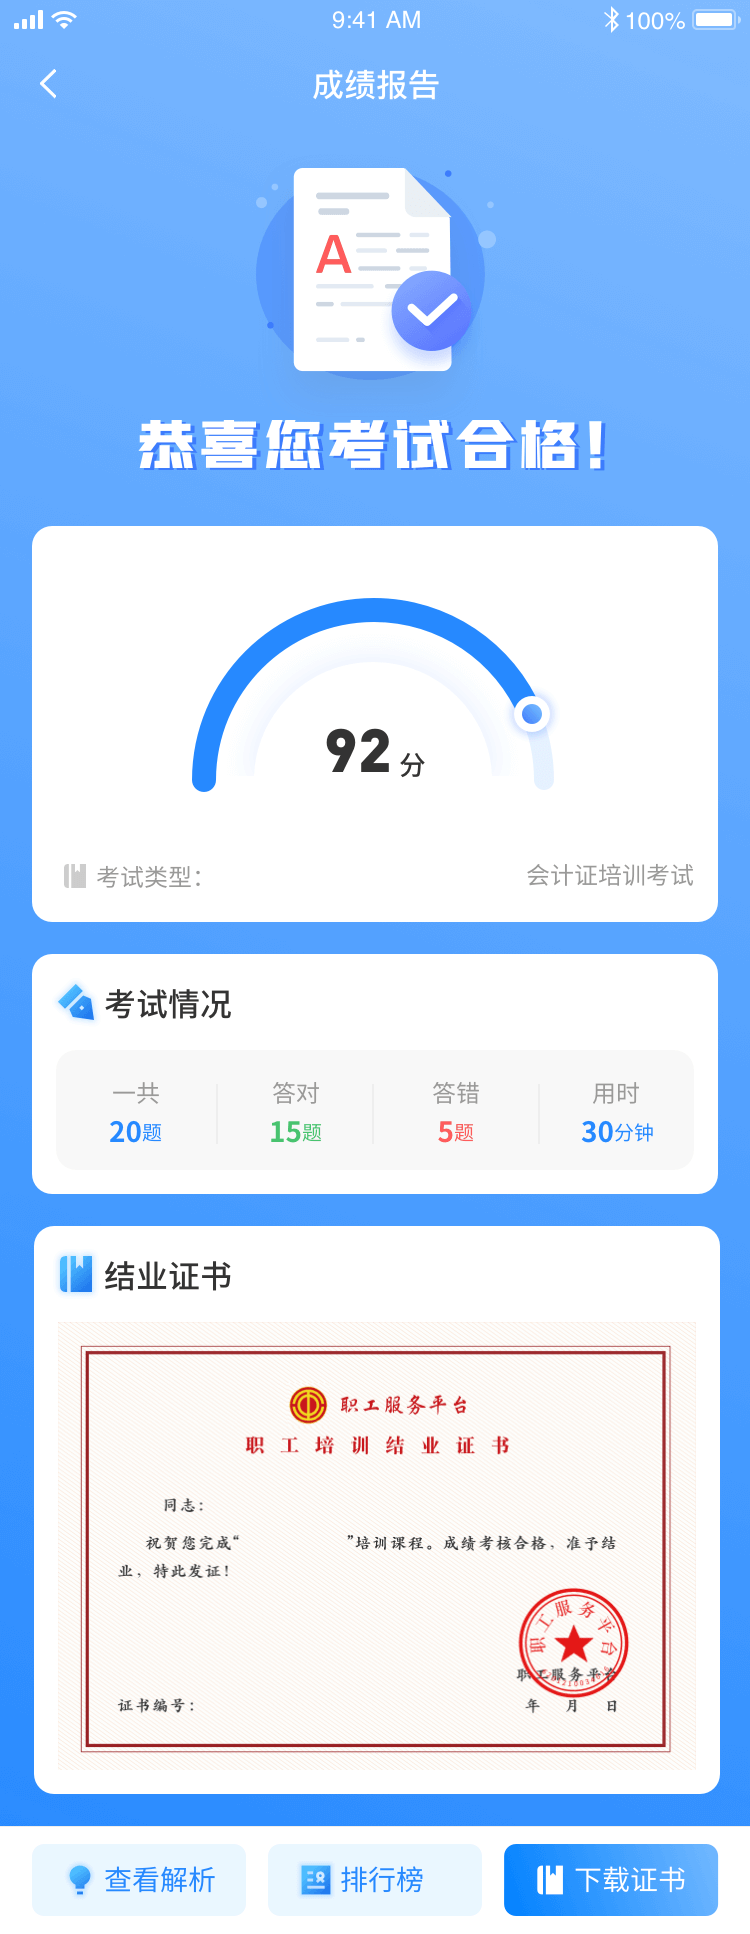 9:41 AM
100%
成绩报告
A
恭喜您考试合格！
92分
考试类型：
会计证培训考试
考试情况
一共
答对
答错
用时
20题
15题
5题
30分钟
结业证书
职工服务平台
职工培训结业证书
同志：
祝贺您完成“ ”培训课程。成绩考核合格，准予结
业，特此发证！
职工服务平台
职工服务平台
证书编号：
年 月 日
查看解析
排行榜
下载证书